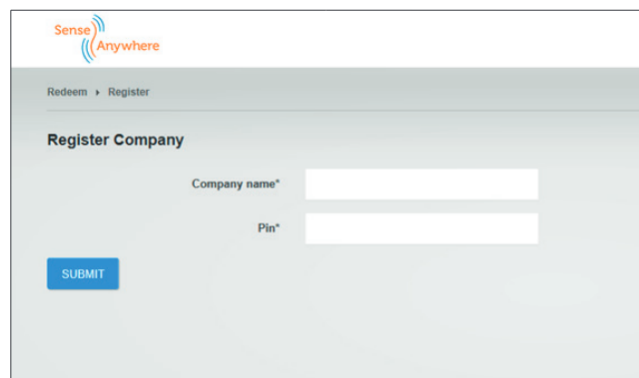 Sense
Anywhere
Redeem ▸ Register
Register Company
Company name*
Pin*
SUBMIT